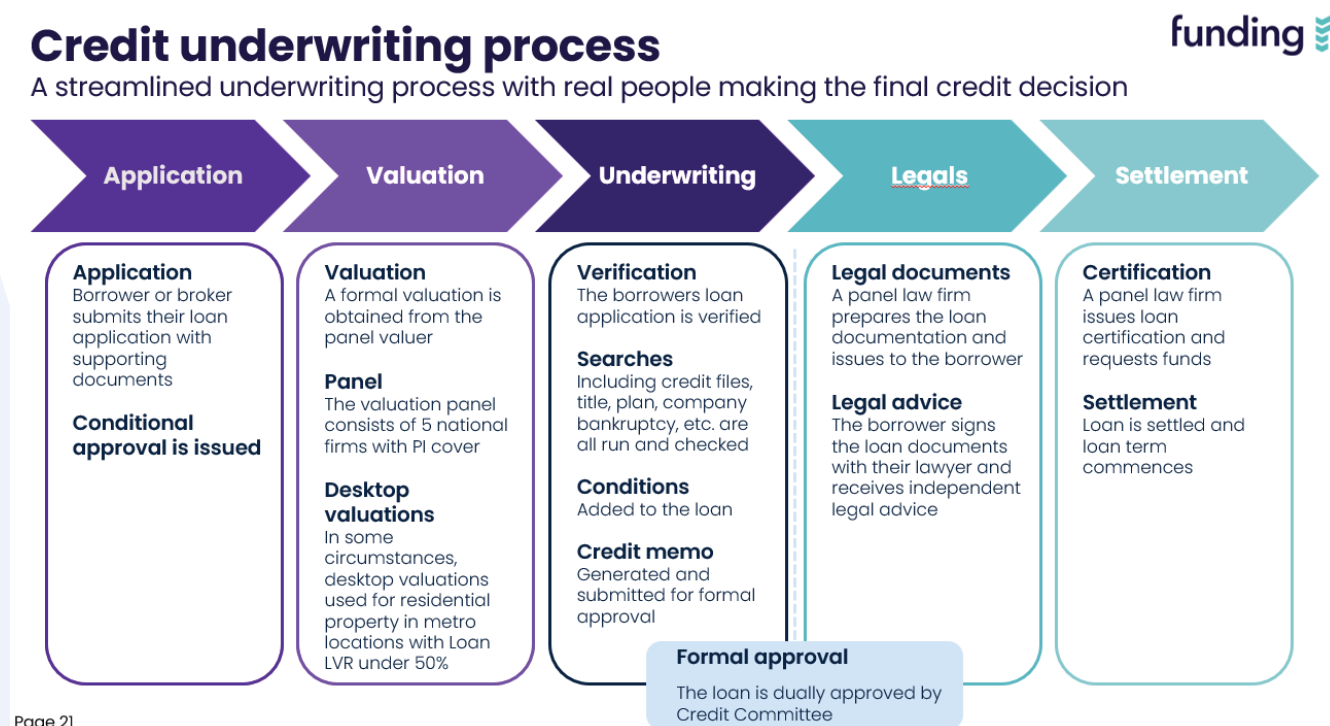 Credit underwriting process
funding
A streamlined underwriting process with real people making the final credit decision
Application
Valuation
Underwriting
Legals
Settlement
Application
Borrower or broker
submits their loan
application with
supporting
documents
Conditional
approval is issued
Valuation
A formal valuation is
obtained from the
panel valuer
Panel
The valuation panel
consists of 5 national
firms with PI cover
Desktop
valuations
In some
circumstances,
desktop valuations
used for residential
property in metro
locations with Loan
LVR under 50%
Verification
The borrowers loan
application is verified
Searches
Including credit files,
title, plan, company
bankruptcy, etc. are
all run and checked
Conditions
Added to the loan
Credit memo
Generated and
submitted for formal
approval
Formal approval
The loan is dually approved by
Credit Committee
Legal documents
A panel law firm
prepares the loan
documentation and
issues to the borrower
Legal advice
The borrower signs
the loan documents
with their lawyer and
receives independent
legal advice
Certification
A panel law firm
issues loan
certification and
requests funds
Settlement
Loan is settled and
loan term
commences
Page 21